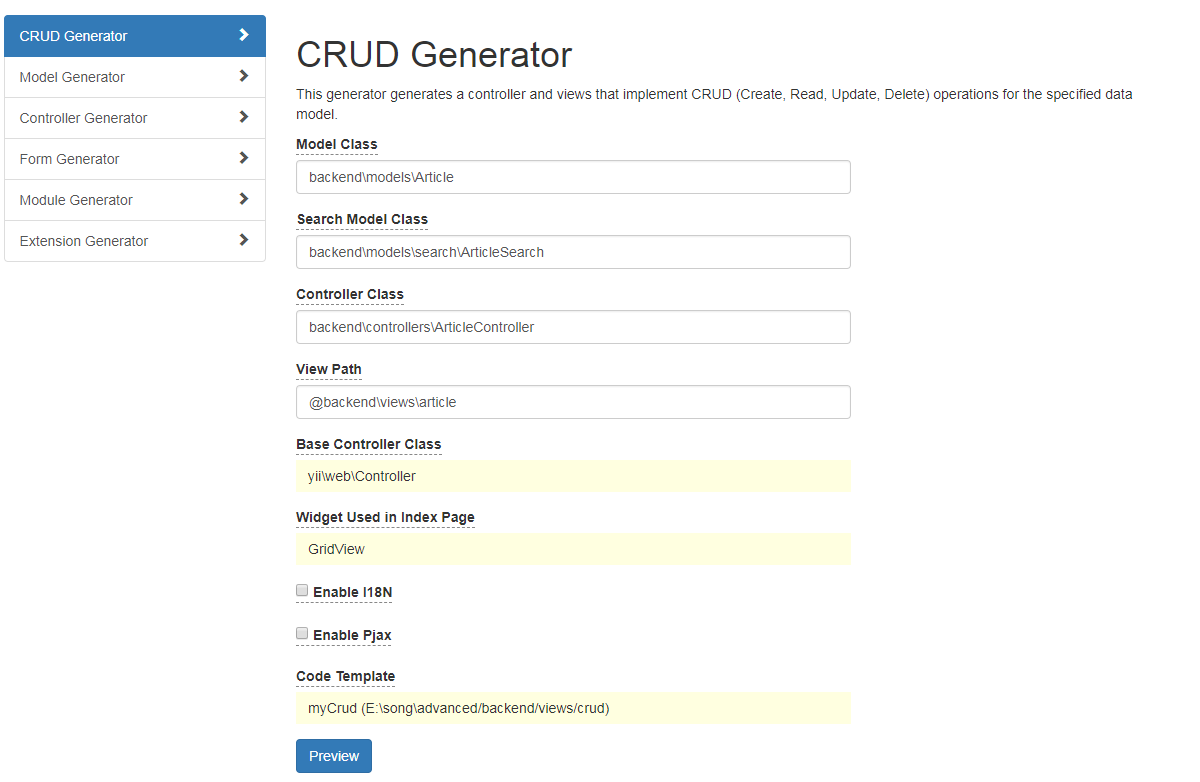 CRUD Generator
Model Generator
Controller Generator
Form Generator
Module Generator
Extension Generator
CRUD Generator
This generator generates a controller and views that implement CRUD (Create, Read, Update, Delete) operations for the specified data
model.
Model Class
backend\models\Article
Search Model Class
backend\models\search\ArticleSearch
Controller Class
backend\controllers\ArticleController
View Path
@backend\views\article
Base Controller Class
yii\web\Controller
Widget Used in Index Page
GridView
Enable I18N
Enable Pjax
Code Template
myCrud (E:\song\advanced/backend/views/crud)
Preview